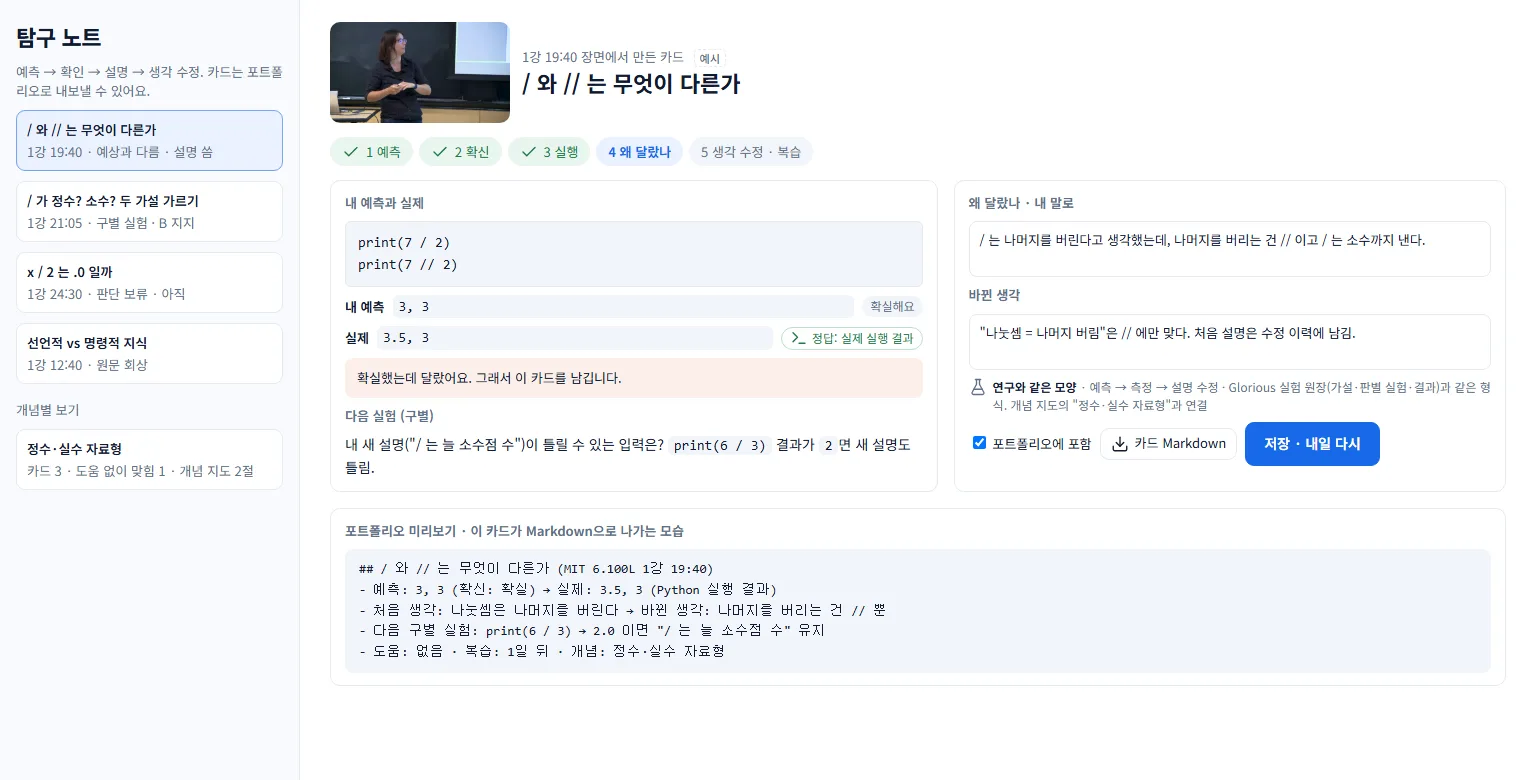 탐구 노트
예측 → 확인 → 설명 → 생각 수정. 카드는 포트폴
리오로 내보낼 수 있어요.
/ 와 // 는 무엇이 다른가
1강 19:40 · 예상과 다름 · 설명 씀
/ 가 정수? 소수? 두 가설 가르기
1강 21:05 · 구별 실험 · B 지지
x / 2 는 .0 일까
1강 24:30 · 판단 보류 · 아직
선언적 vs 명령적 지식
1강 12:40 · 원문 회상
개념별 보기
정수·실수 자료형
카드 3 · 도움 없이 맞힘 1 · 개념 지도 2절
1강 19:40 장면에서 만든 카드 예시
/ 와 // 는 무엇이 다른가
1 예측 2 확신 3 실행 4 왜 달랐나 5 생각 수정 · 복습
내 예측과 실제
print(7 / 2)
print(7 // 2)
내 예측 3, 3 확실해요
실제 3.5, 3 정답: 실제 실행 결과
확실했는데 달랐어요. 그래서 이 카드를 남깁니다.
다음 실험 (구별)
내 새 설명("/ 는 늘 소수점 수")이 틀릴 수 있는 입력은? print(6 / 3) 결과가 2 면 새 설명도
틀림.
왜 달랐나 · 내 말로
/ 는 나머지를 버린다고 생각했는데, 나머지를 버리는 건 // 이고 / 는 소수까지 낸다.
바뀐 생각
"나눗셈 = 나머지 버림"은 // 에만 맞다. 처음 설명은 수정 이력에 남김.
연구와 같은 모양 · 예측 → 측정 → 설명 수정 · Glorious 실험 원장(가설·판별 실험·결과)과 같은 형
식. 개념 지도의 "정수·실수 자료형"과 연결
포트폴리오에 포함 카드 Markdown 저장 · 내일 다시
포트폴리오 미리보기 · 이 카드가 Markdown으로 나가는 모습
## / 와 // 는 무엇이 다른가 (MIT 6.100L 1강 19:40)
- 예측: 3, 3 (확신: 확실) → 실제: 3.5, 3 (Python 실행 결과)
- 처음 생각: 나눗셈은 나머지를 버린다 → 바뀐 생각: 나머지를 버리는 건 // 뿐
- 다음 구별 실험: print(6 / 3) → 2.0 이면 "/ 는 늘 소수점 수" 유지
- 도움: 없음 · 복습: 1일 뒤 · 개념: 정수·실수 자료형